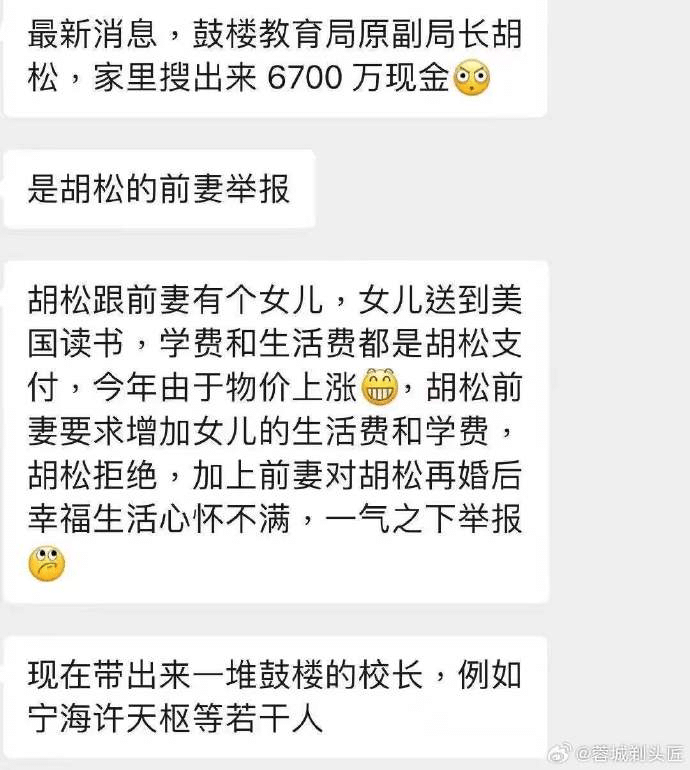 最新消息，鼓楼教育局原副局长胡
松，家里搜出来 6700 万现金
是胡松的前妻举报
胡松跟前妻有个女儿，女儿送到美
国读书，学费和生活费都是胡松支
付，今年由于物价上涨，胡松前
妻要求增加女儿的生活费和学费，
胡松拒绝，加上前妻对胡松再婚后
幸福生活心怀不满，一气之下举报
现在带出来一堆鼓楼的校长，例如
宁海许天枢等若干人
@蓉城剃头匠